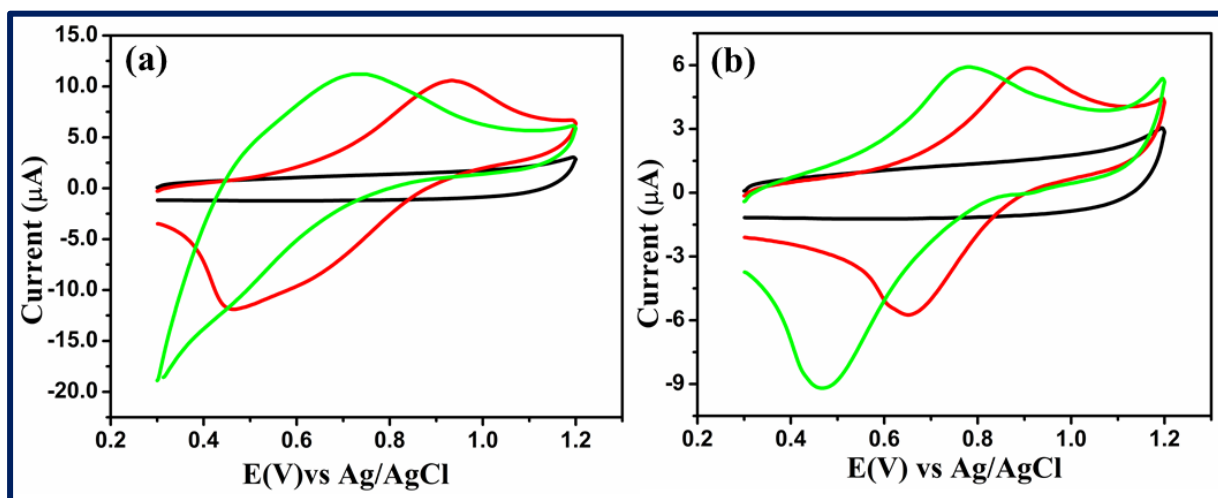 (a)
15.0
10.0
5.0
0.0
-5.0
-10.0
-15.0
-20.0
Current (μA)
0.2 0.4 0.6 0.8 1.0 1.2
E(V)vs Ag/AgCl
(b)
6
3
0
-3
-6
-9
Current (μA)
0.2 0.4 0.6 0.8 1.0 1.2
E(V) vs Ag/AgCl